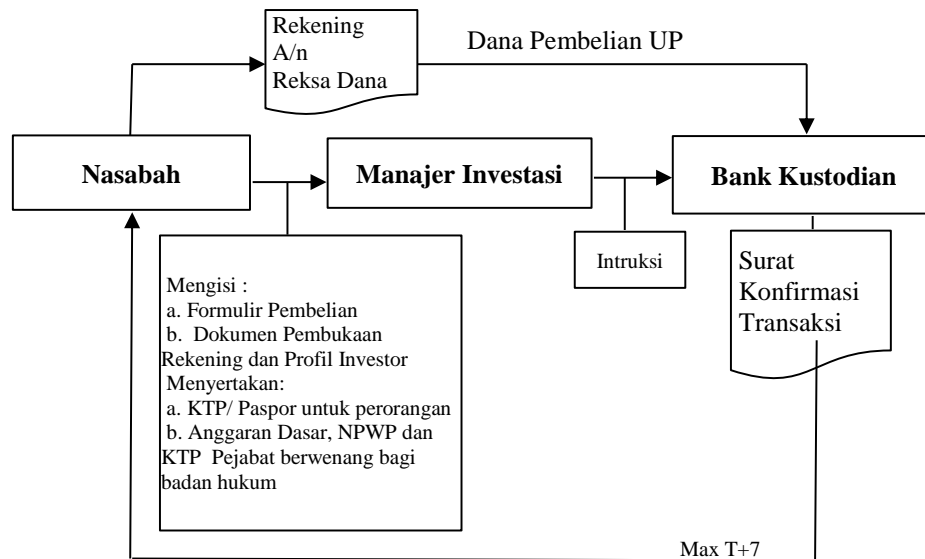 Rekening
A/n
Reksa Dana
Dana Pembelian UP
Nasabah
Manajer Investasi
Bank Kustodian
Intruksi
Surat
Konfirmasi
Transaksi
Mengisi :
a. Formulir Pembelian
b. Dokumen Pembukaan
Rekening dan Profil Investor
Menyertakan:
a. KTP/ Paspor untuk perorangan
b. Anggaran Dasar, NPWP dan
KTP Pejabat berwenang bagi
badan hukum
Max T+7